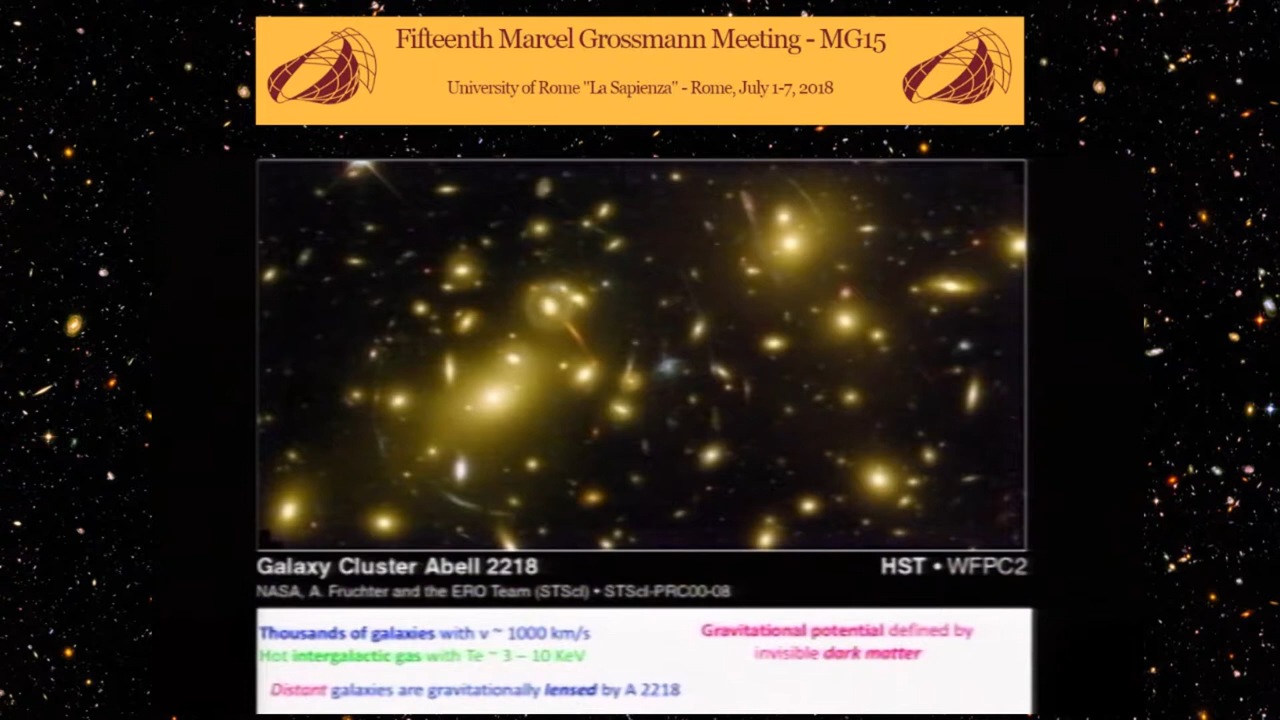 Fifteenth Marcel Grossmann Meeting - MG15
University of Rome "La Sapienza" - Rome, July 1-7, 2018
Galaxy Cluster Abell 2218
HST • WFPC2
NASA, A. Fruchter and the ERO Team (STScI) • STScI-PRC00-08
Thousands of galaxies with v ~ 1000 km/s
Hot intergalactic gas with Te ~ 3 – 10 KeV
Distant galaxies are gravitationally lensed by A 2218
Gravitational potential defined by
invisible dark matter